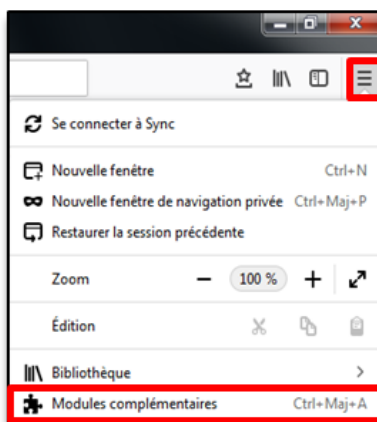 Se connecter à Sync
Nouvelle fenêtre Ctrl+N
Nouvelle fenêtre de navigation privée Ctrl+Maj+P
Restaurer la session précédente
Zoom 100 %
Édition
Bibliothèque
Modules complémentaires Ctrl+Maj+A